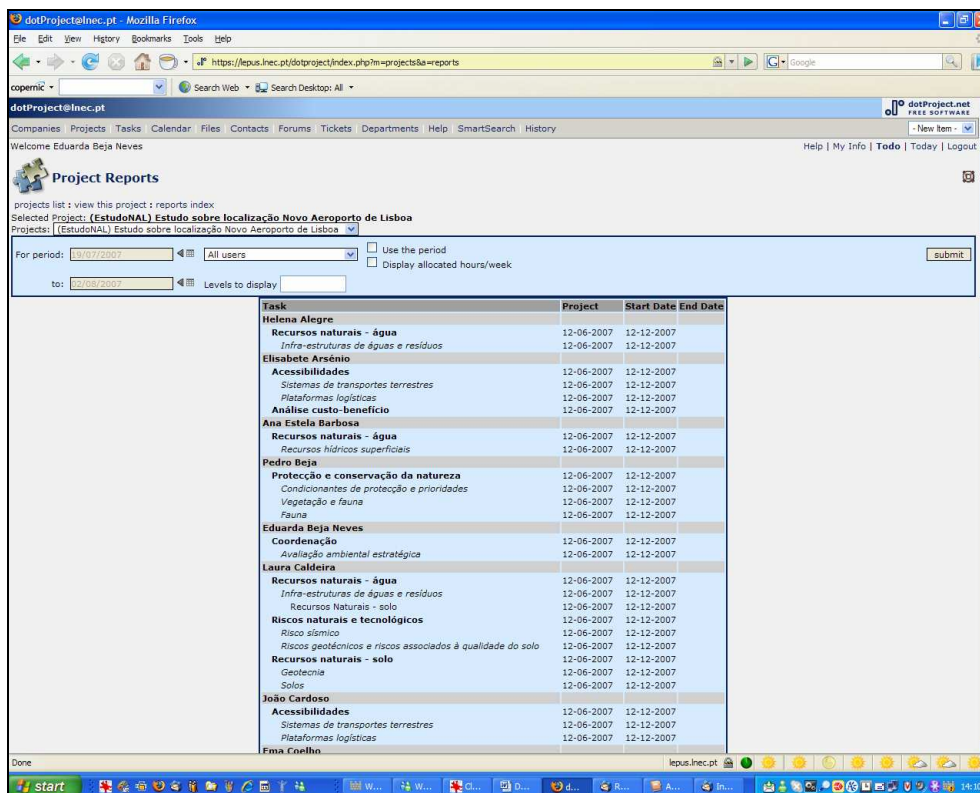 dotProject@lnec.pt - Mozilla Firefox
File Edit View History Bookmarks Tools Help
https://lepus.lnec.pt/dotproject/index.php?m=projects&a=reports
G Google
copernic Search Web Search Desktop: All
dotProject@lnec.pt
dotProject.net
FREE SOFTWARE
Companies Projects Tasks Calendar Files Contacts Forums Tickets Departments Help SmartSearch History - New Item -
Welcome Eduarda Beja Neves Help | My Info | Todo | Today | Logout
Project Reports
projects list : view this project : reports index
Selected Project: (EstudoNAL) Estudo sobre localização Novo Aeroporto de Lisboa
Projects: (EstudoNAL) Estudo sobre localização Novo Aeroporto de Lisboa
For period: 19/07/2007 All users Use the period submit
Display allocated hours/week
to: 02/08/2007 Levels to display
Task Project Start Date End Date
Helena Alegre
Recursos naturais - água 12-06-2007 12-12-2007
Infra-estruturas de águas e resíduos 12-06-2007 12-12-2007
Elisabete Arsénio
Acessibilidades 12-06-2007 12-12-2007
Sistemas de transportes terrestres 12-06-2007 12-12-2007
Plataformas logísticas 12-06-2007 12-12-2007
Análise custo-benefício 12-06-2007 12-12-2007
Ana Estela Barbosa
Recursos naturais - água 12-06-2007 12-12-2007
Recursos hídricos superficiais 12-06-2007 12-12-2007
Pedro Beja
Protecção e conservação da natureza 12-06-2007 12-12-2007
Condicionantes de protecção e prioridades 12-06-2007 12-12-2007
Vegetação e fauna 12-06-2007 12-12-2007
Fauna 12-06-2007 12-12-2007
Eduarda Beja Neves
Coordenação 12-06-2007 12-12-2007
Avaliação ambiental estratégica 12-06-2007 12-12-2007
Laura Caldeira
Recursos naturais - água 12-06-2007 12-12-2007
Infra-estruturas de águas e resíduos 12-06-2007 12-12-2007
Recursos Naturais - solo 12-06-2007 12-12-2007
Riscos naturais e tecnológicos 12-06-2007 12-12-2007
Risco sísmico 12-06-2007 12-12-2007
Riscos geotécnicos e riscos associados à qualidade do solo 12-06-2007 12-12-2007
Recursos naturais - solo 12-06-2007 12-12-2007
Geotecnia 12-06-2007 12-12-2007
Solos 12-06-2007 12-12-2007
João Cardoso
Acessibilidades 12-06-2007 12-12-2007
Sistemas de transportes terrestres 12-06-2007 12-12-2007
Plataformas logísticas 12-06-2007 12-12-2007
Ema Coelho
Done lepus.lnec.pt
start W... W... D... d... R... A... In...